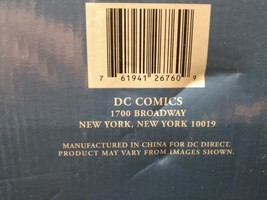 7 61941 26760 9
DC COMICS
1700 BROADWAY
NEW YORK, NEW YORK 10019
MANUFACTURED IN CHINA FOR DC DIRECT.
PRODUCT MAY VARY FROM IMAGES SHOWN.